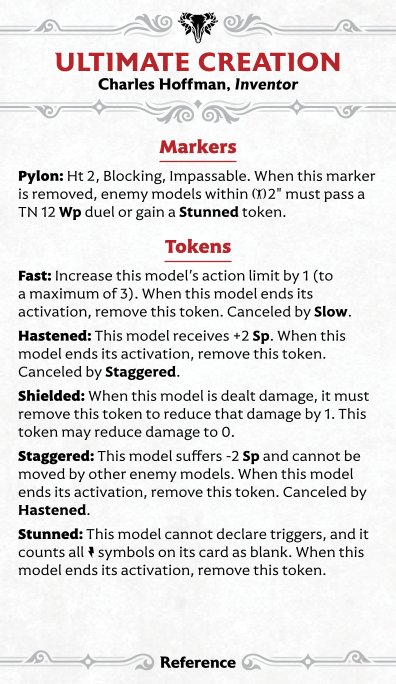 ULTIMATE CREATION
Charles Hoffman, Inventor
Markers
Pylon: Ht 2, Blocking, Impassable. When this marker
is removed, enemy models within 2" must pass a
TN 12 Wp duel or gain a Stunned token.
Tokens
Fast: Increase this model's action limit by 1 (to
a maximum of 3). When this model ends its
activation, remove this token. Canceled by Slow.
Hastened: This model receives +2 Sp. When this
model ends its activation, remove this token.
Canceled by Staggered.
Shielded: When this model is dealt damage, it must
remove this token to reduce that damage by 1. This
token may reduce damage to 0.
Staggered: This model suffers -2 Sp and cannot be
moved by other enemy models. When this model
ends its activation, remove this token. Canceled by
Hastened.
Stunned: This model cannot declare triggers, and it
counts all symbols on its card as blank. When this
model ends its activation, remove this token.
Reference